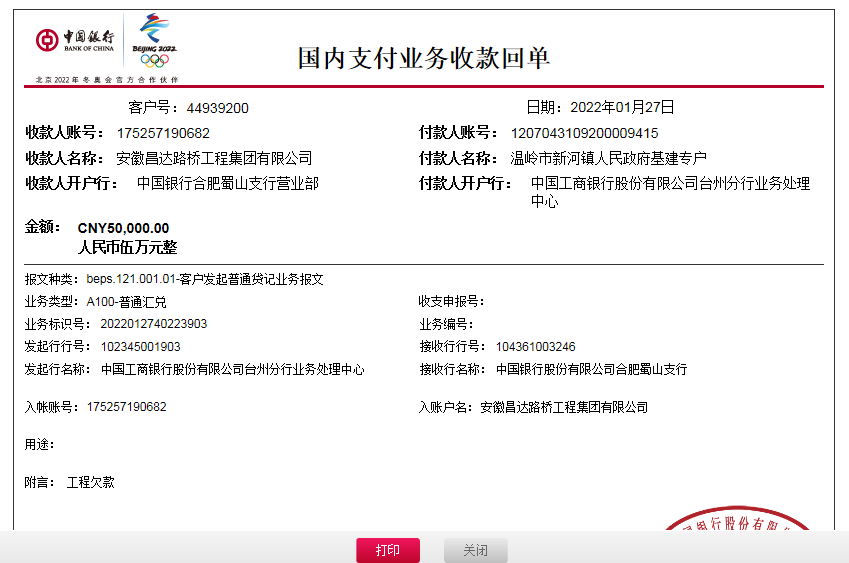 中国银行
BANK OF CHINA
BEIJING 2022
北京2022年冬奥会官方合作伙伴
国内支付业务收款回单
客户号：44939200
日期：2022年01月27日
收款人账号：175257190682
付款人账号：1207043109200009415
收款人名称：安徽昌达路桥工程集团有限公司
付款人名称：温岭市新河镇人民政府基建专户
收款人开户行：中国银行合肥蜀山支行营业部
付款人开户行：中国工商银行股份有限公司台州分行业务处理
中心
金额：CNY50,000.00
人民币伍万元整
报文种类：beps.121.001.01-客户发起普通贷记业务报文
业务类型：A100-普通汇兑
收支申报号：
业务标识号：2022012740223903
业务编号：
发起行行号：102345001903
接收行行号：104361003246
发起行名称：中国工商银行股份有限公司台州分行业务处理中心
接收行名称：中国银行股份有限公司合肥蜀山支行
入帐账号：175257190682
入账户名：安徽昌达路桥工程集团有限公司
用途：
附言：工程欠款
银行股份有
打印
关闭